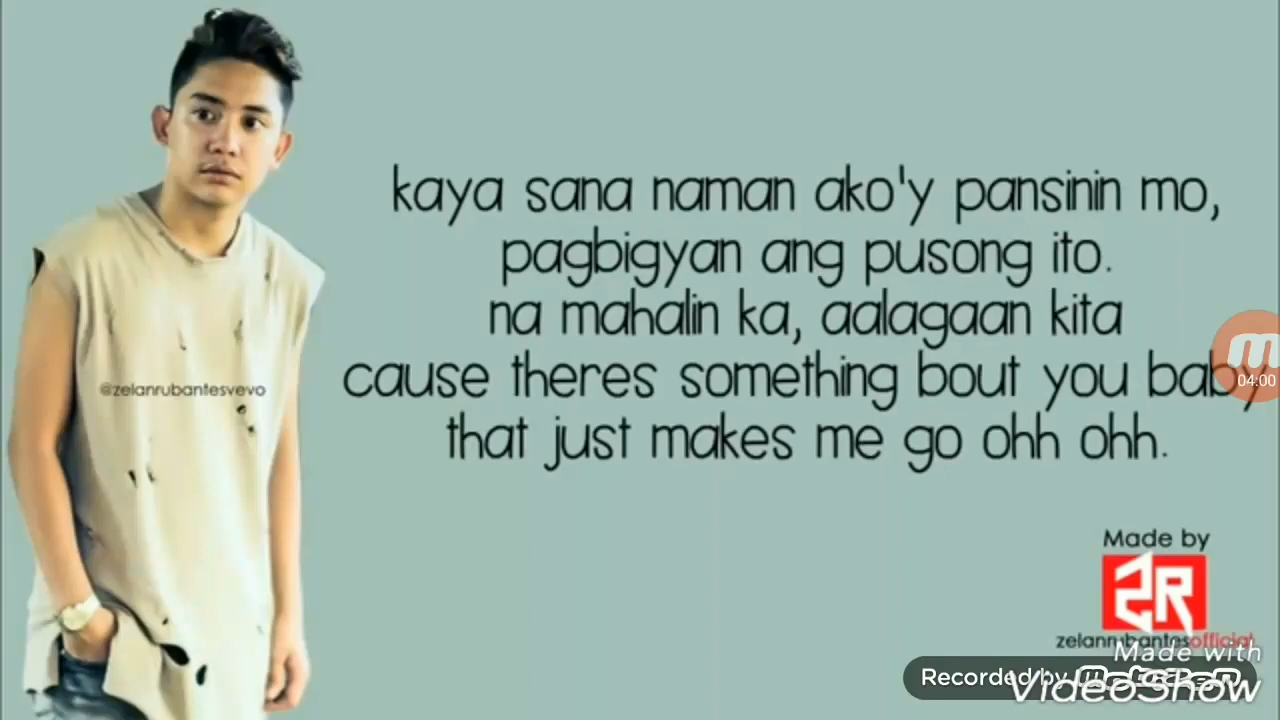 kaya sana naman ako'y pansinin mo,
pagbigyan ang pusong ito.
na mahalin ka, aalagaan kita
cause theres something bout you baby
that just makes me go ohh ohh.
@zelanrubantesvevo
04:00
Made by
ZR
zelanrubantesofficial
Made with
Recorded by
VideoShow